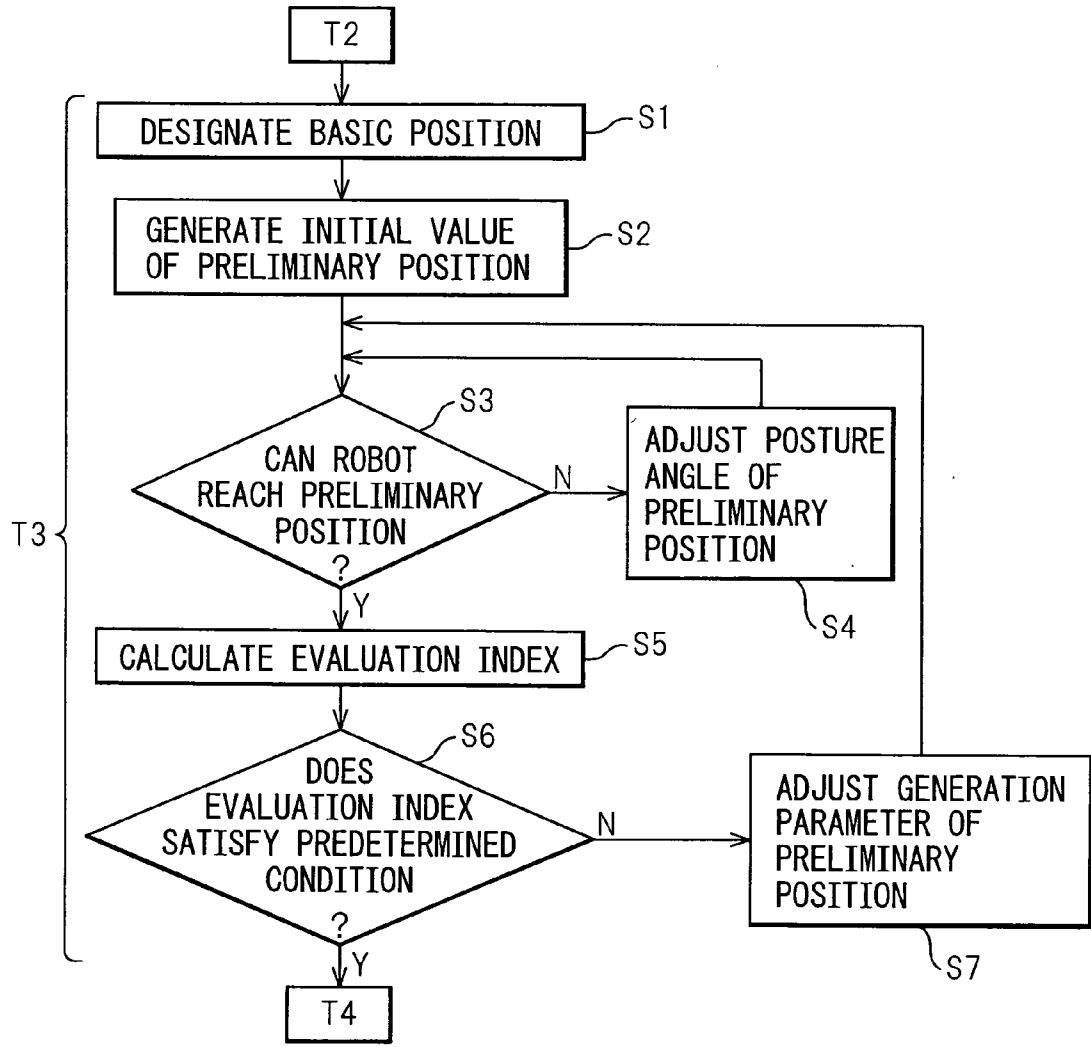 T2
DESIGNATE BASIC POSITION
S1
GENERATE INITIAL VALUE
OF PRELIMINARY POSITION
S2
S3
CAN ROBOT
REACH PRELIMINARY
POSITION
?
N
Y
ADJUST POSTURE
ANGLE OF
PRELIMINARY
POSITION
S4
T3
CALCULATE EVALUATION INDEX
S5
S6
DOES
EVALUATION INDEX
SATISFY PREDETERMINED
CONDITION
?
N
Y
ADJUST GENERATION
PARAMETER OF
PRELIMINARY
POSITION
S7
T4